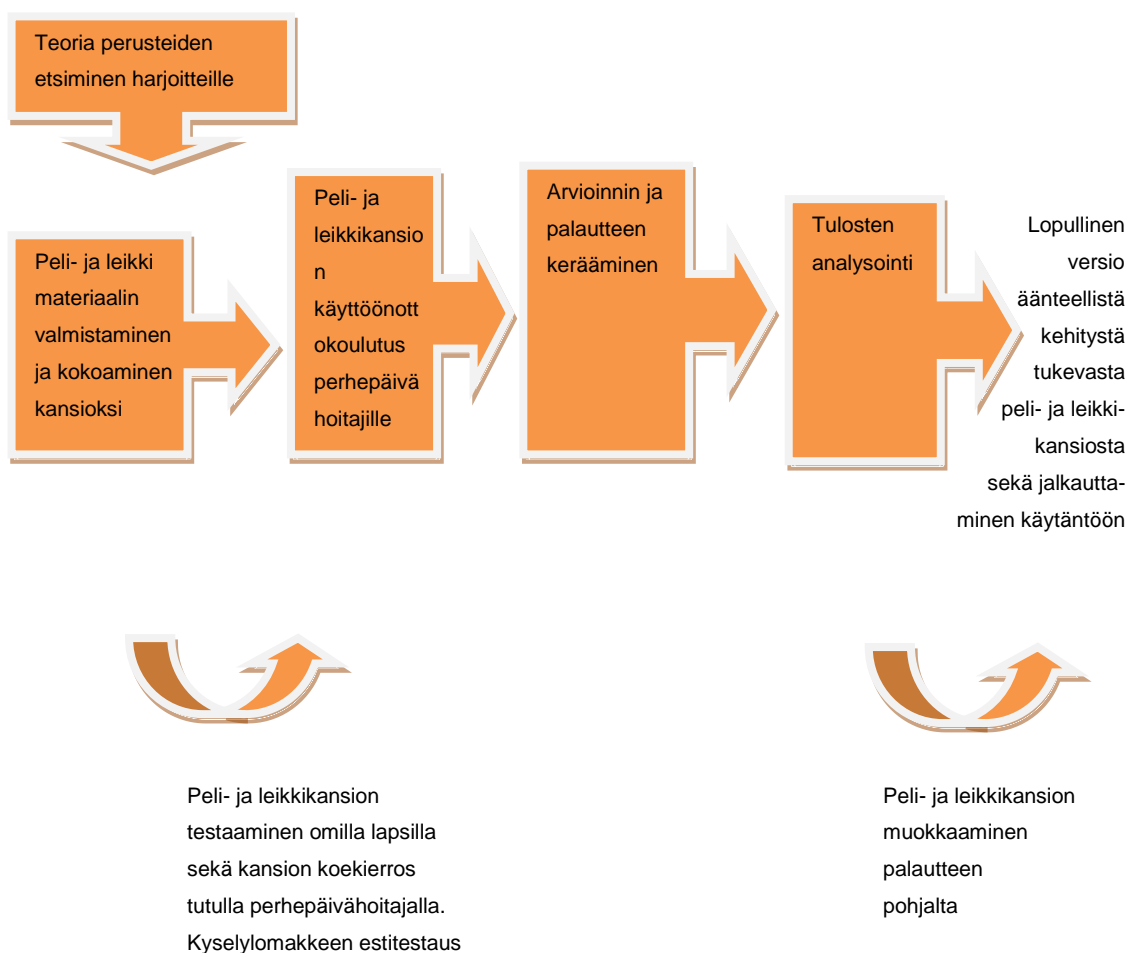 Teoria perusteiden
etsiminen harjoitteille
Peli- ja leikki
materiaalin
valmistaminen
ja kokoaminen
kansioksi
Peli- ja
leikkikansio
n
käyttöönott
okoulutus
perhepäivä
hoitajille
Arvioinnin ja
palautteen
kerääminen
Tulosten
analysointi
Lopullinen
versio
äänteellistä
kehitystä
tukevasta
peli- ja leikki-
kansiosta
sekä jalkautta-
minen käytäntöön
Peli- ja leikkikansion
testaaminen omilla lapsilla
sekä kansion koekierros
tutulla perhepäivähoitajalla.
Kyselylomakkeen estitestaus
Peli- ja leikkikansion
muokkaaminen
palautteen
pohjalta